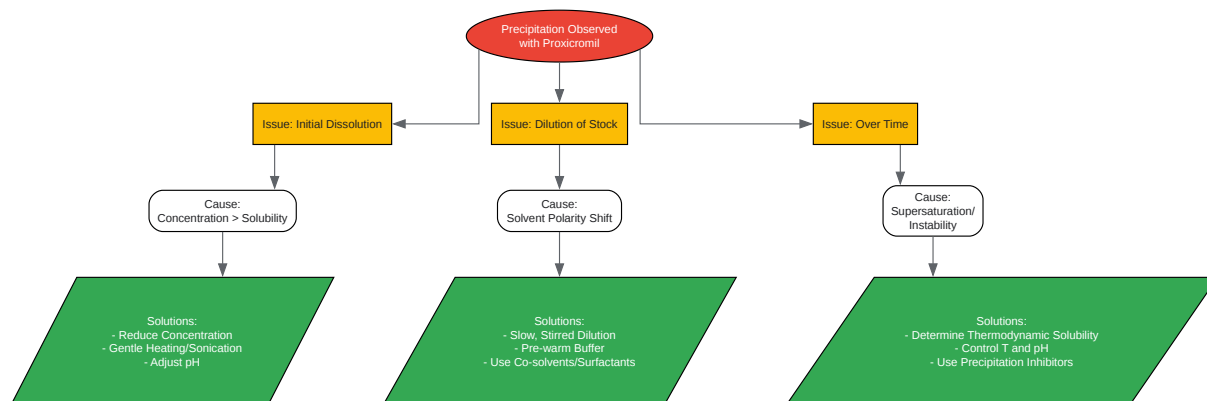 Precipitation Observed
with Proxicromil
Issue: Initial Dissolution
Issue: Dilution of Stock
Issue: Over Time
Cause:
Concentration > Solubility
Cause:
Solvent Polarity Shift
Cause:
Supersaturation/
Instability
Solutions:
- Reduce Concentration
- Gentle Heating/Sonication
- Adjust pH
Solutions:
- Slow, Stirred Dilution
- Pre-warm Buffer
- Use Co-solvents/Surfactants
Solutions:
- Determine Thermodynamic Solubility
- Control T and pH
- Use Precipitation Inhibitors